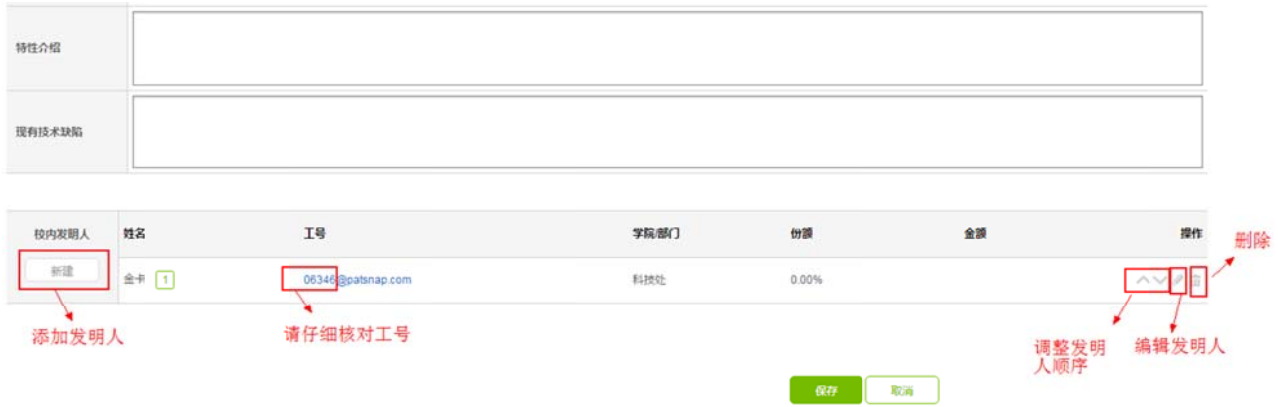 特性介绍
现有技术缺陷
校内发明人 姓名 工号 学院/部门 份额 金额 操作
删除
新建 金卡 1 06346@patsnap.com 科技处 0.00%
添加发明人 请仔细核对工号 调整发明人顺序 编辑发明人
保存 取消